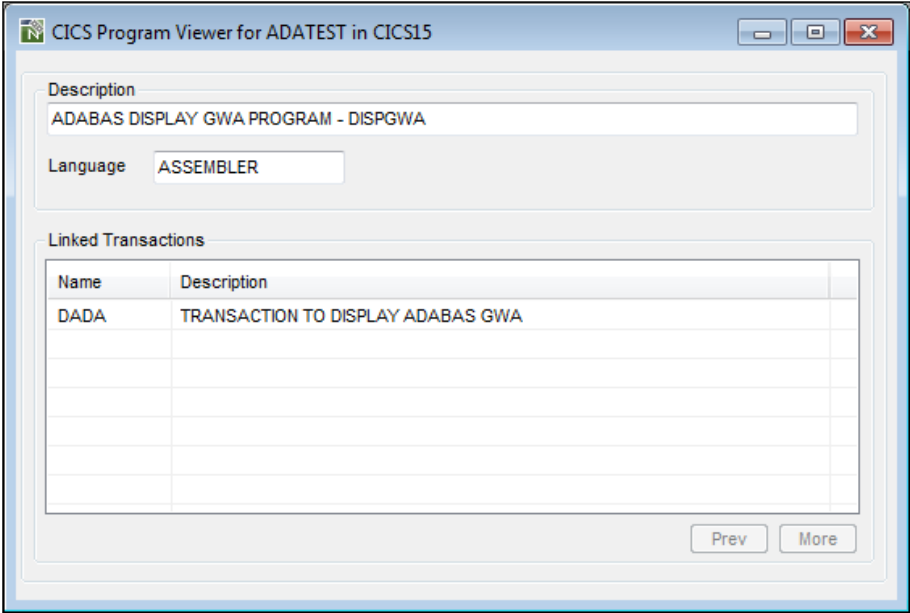 CICS Program Viewer for ADATEST in CICS15
Description
ADABAS DISPLAY GWA PROGRAM - DISPGWA
Language ASSEMBLER
Linked Transactions
Name Description
DADA TRANSACTION TO DISPLAY ADABAS GWA
Prev More